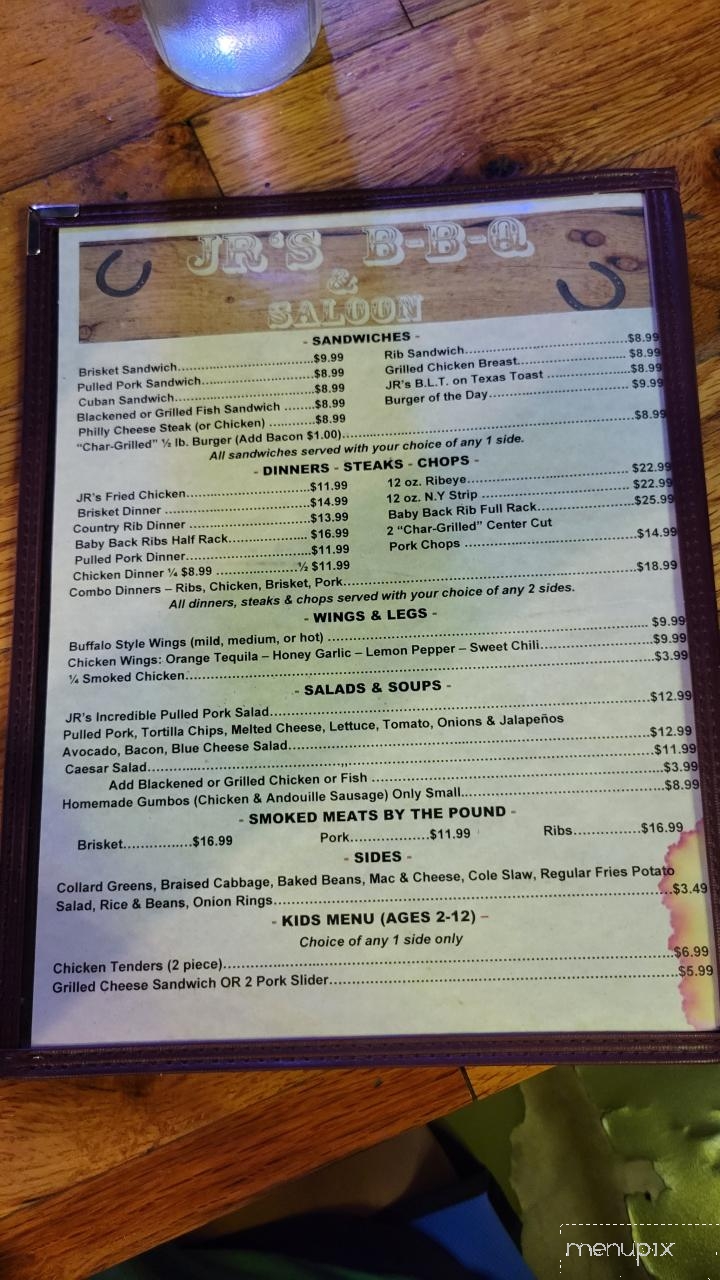 JR'S B-B-Q
&
SALOON
- SANDWICHES -
Brisket Sandwich..............................$9.99
Pulled Pork Sandwich.........................$8.99
Cuban Sandwich................................$8.99
Blackened or Grilled Fish Sandwich ........$8.99
Philly Cheese Steak (or Chicken) ............$8.99
Rib Sandwich....................................$8.99
Grilled Chicken Breast........................ $8.99
JR's B.L.T. on Texas Toast ..................$8.99
Burger of the Day.............................. $9.99
"Char-Grilled" ½ lb. Burger (Add Bacon $1.00)..................................$8.99
All sandwiches served with your choice of any 1 side.
- DINNERS - STEAKS - CHOPS -
JR's Fried Chicken............................$11.99
Brisket Dinner ................................$14.99
Country Rib Dinner ..........................$13.99
Baby Back Ribs Half Rack................... $16.99
Pulled Pork Dinner............................$11.99
Chicken Dinner ¼ $8.99 ....................½ $11.99
12 oz. Ribeye.................................. $22.99
12 oz. N.Y Strip .............................. $22.99
Baby Back Rib Full Rack....................$25.99
2 "Char-Grilled" Center Cut
Pork Chops ....................................$14.99
Combo Dinners – Ribs, Chicken, Brisket, Pork..................................$18.99
All dinners, steaks & chops served with your choice of any 2 sides.
- WINGS & LEGS -
Buffalo Style Wings (mild, medium, or hot) .................................. $9.99
Chicken Wings: Orange Tequila – Honey Garlic – Lemon Pepper – Sweet Chili....................$9.99
¼ Smoked Chicken..................................$3.99
- SALADS & SOUPS -
JR's Incredible Pulled Pork Salad..................................$12.99
Pulled Pork, Tortilla Chips, Melted Cheese, Lettuce, Tomato, Onions & Jalapeños
Avocado, Bacon, Blue Cheese Salad..................................$12.99
Caesar Salad..................................$11.99
Add Blackened or Grilled Chicken or Fish ..................................$3.99
Homemade Gumbos (Chicken & Andouille Sausage) Only Small..................................$8.99
- SMOKED MEATS BY THE POUND -
Brisket...............$16.99 Pork.................$11.99 Ribs..............$16.99
- SIDES -
Collard Greens, Braised Cabbage, Baked Beans, Mac & Cheese, Cole Slaw, Regular Fries Potato
Salad, Rice & Beans, Onion Rings..................................$3.49
- KIDS MENU (AGES 2-12) –
Choice of any 1 side only
Chicken Tenders (2 piece)..................................$6.99
Grilled Cheese Sandwich OR 2 Pork Slider..................................$5.99
menupix